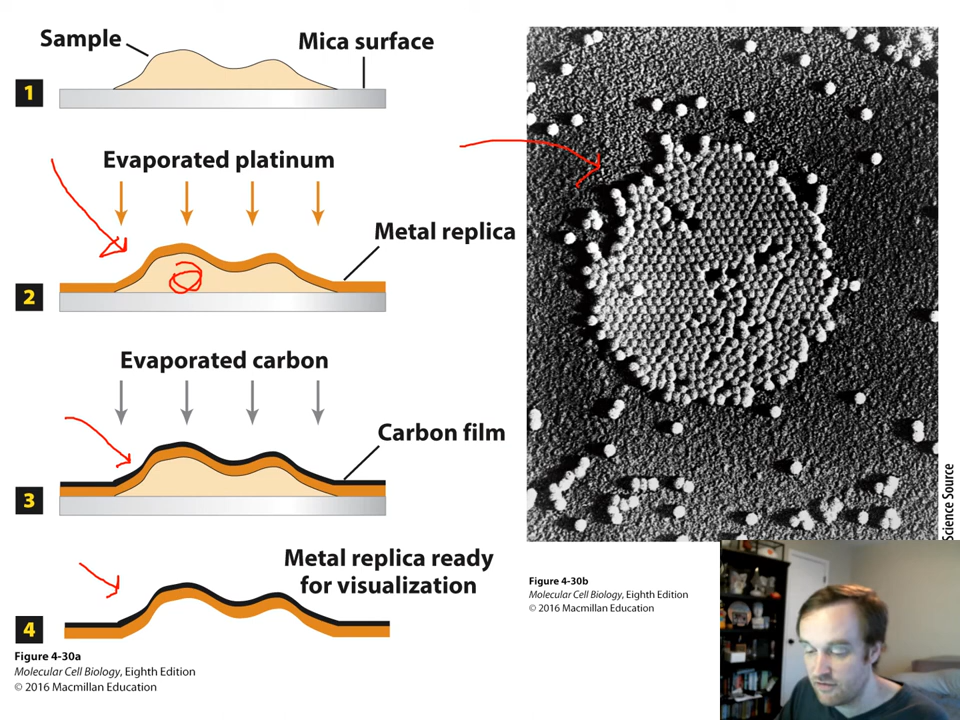 Sample
Mica surface
1
Evaporated platinum
Metal replica
2
Evaporated carbon
Carbon film
3
Metal replica ready
for visualization
4
Figure 4-30a
Molecular Cell Biology, Eighth Edition
© 2016 Macmillan Education
Science Source
Figure 4-30b
Molecular Cell Biology, Eighth Edition
© 2016 Macmillan Education